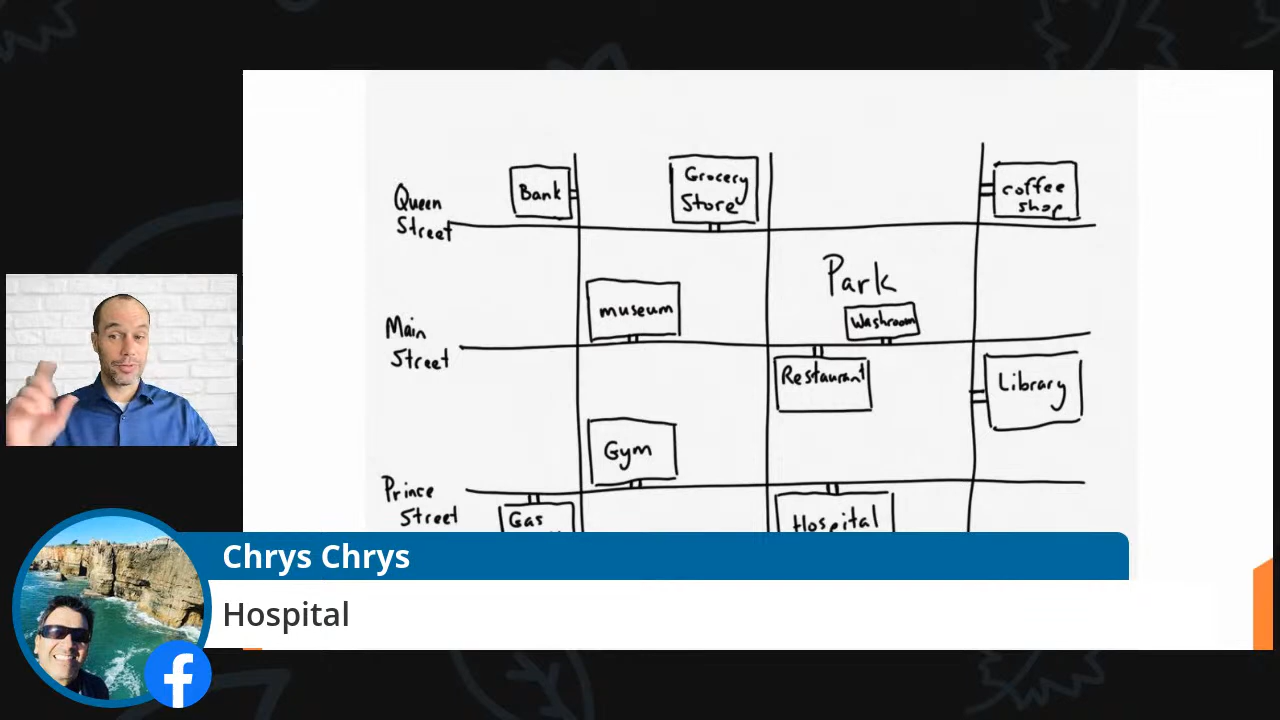 Bank
Grocery
Store
coffee
shop
Queen
Street
Park
museum
Washroom
Main
Street
Restaurant
Library
Gym
Prince
Street
Gas
Hospital
Chrys Chrys
Hospital